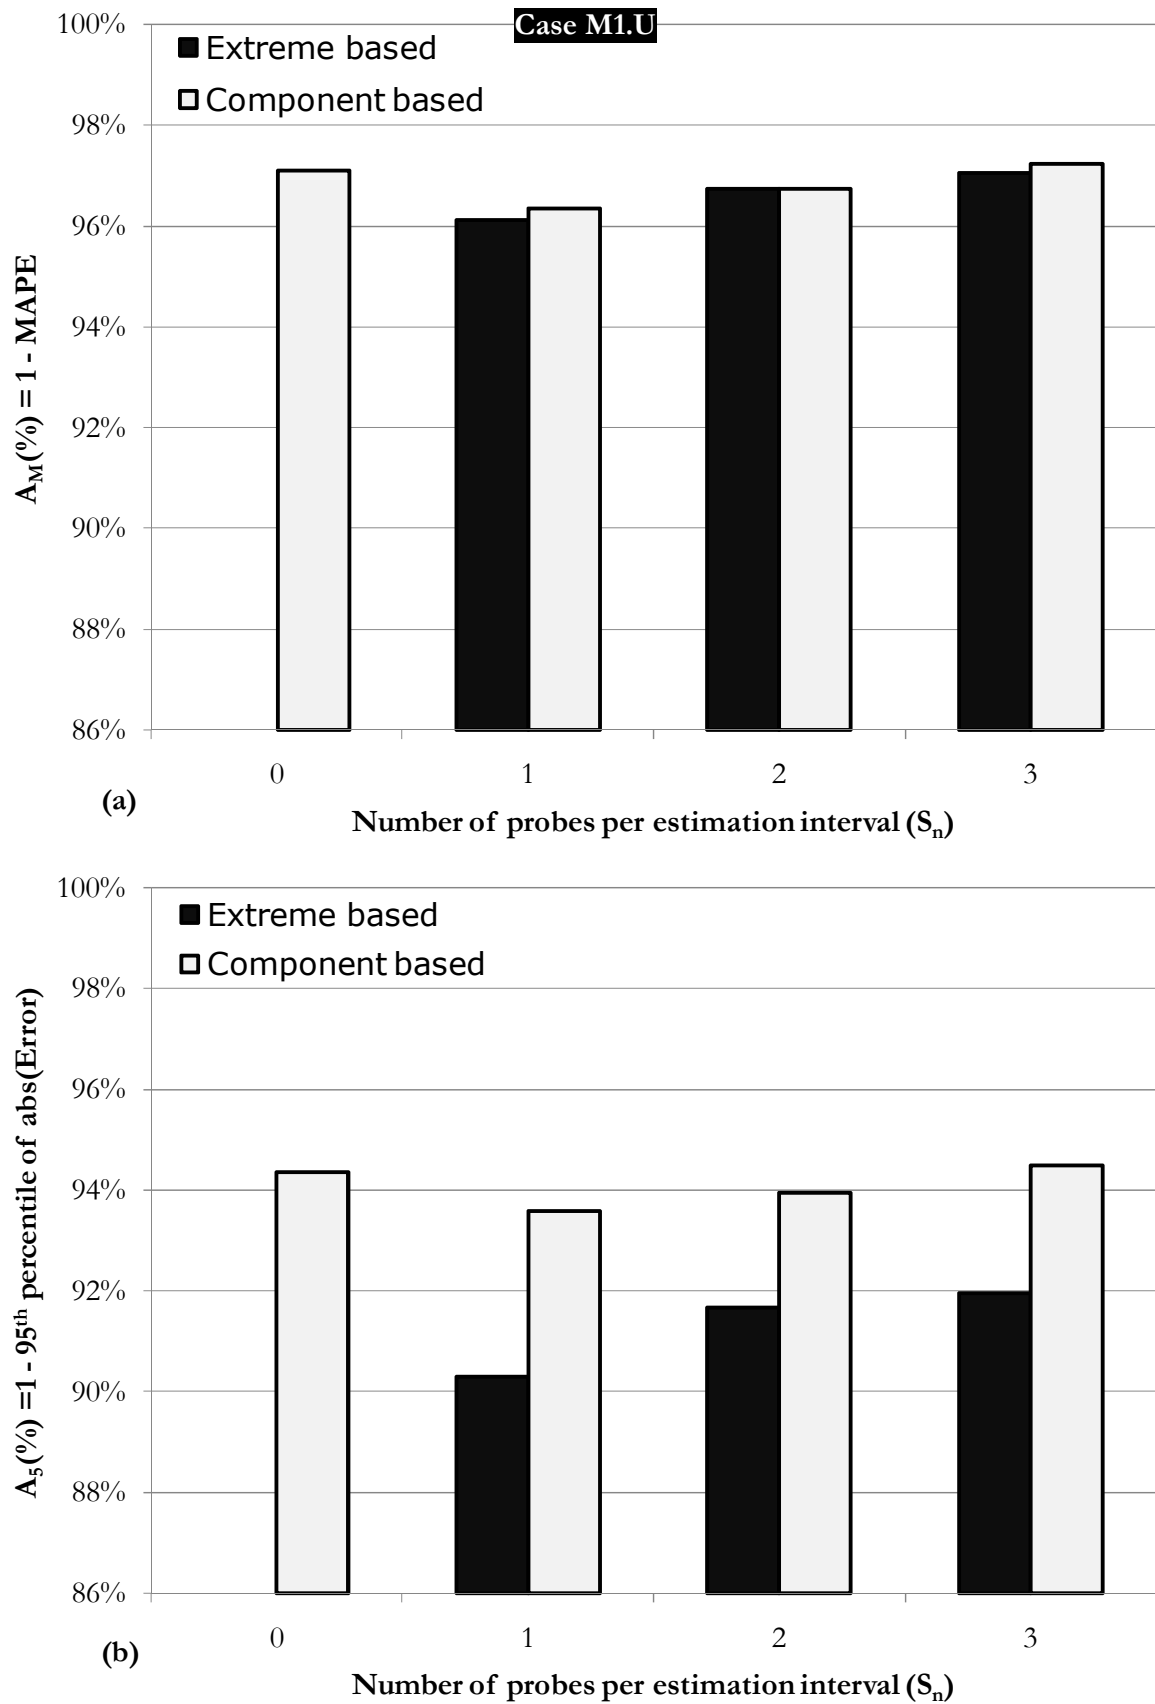 Case M1.U
100%
98%
96%
94%
92%
90%
88%
86%
Extreme based
Component based
A_M(%) = 1 - MAPE
0 1 2 3
(a)
Number of probes per estimation interval (S_n)
100%
98%
96%
94%
92%
90%
88%
86%
Extreme based
Component based
A_5(%) =1 - 95th percentile of abs(Error)
0 1 2 3
(b)
Number of probes per estimation interval (S_n)